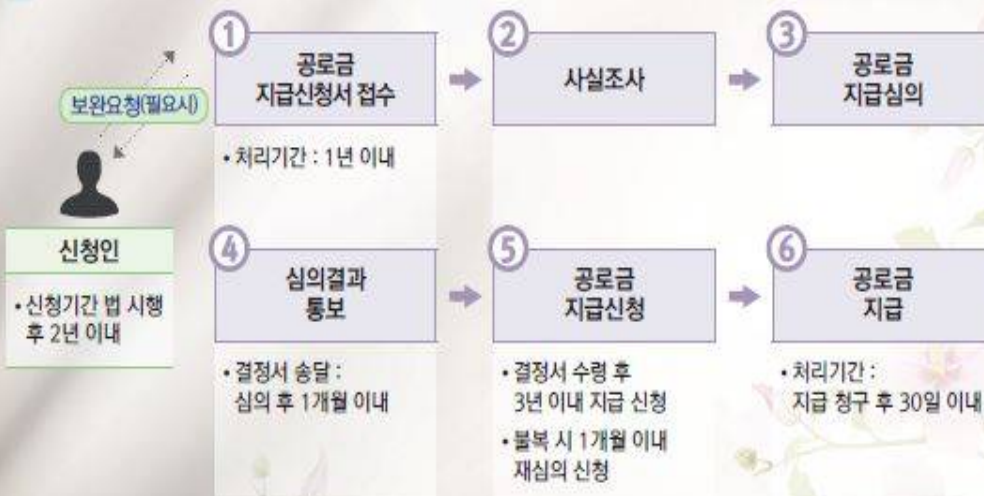 보완요청(필요시)
신청인
• 신청기간 법 시행
후 2년 이내
①
공로금
지급신청서 접수
• 처리기간 : 1년 이내
②
사실조사
③
공로금
지급심의
④
심의결과
통보
• 결정서 송달 :
심의 후 1개월 이내
⑤
공로금
지급신청
• 결정서 수령 후
3년 이내 지급 신청
• 불복 시 1개월 이내
재심의 신청
⑥
공로금
지급
• 처리기간 :
지급 청구 후 30일 이내